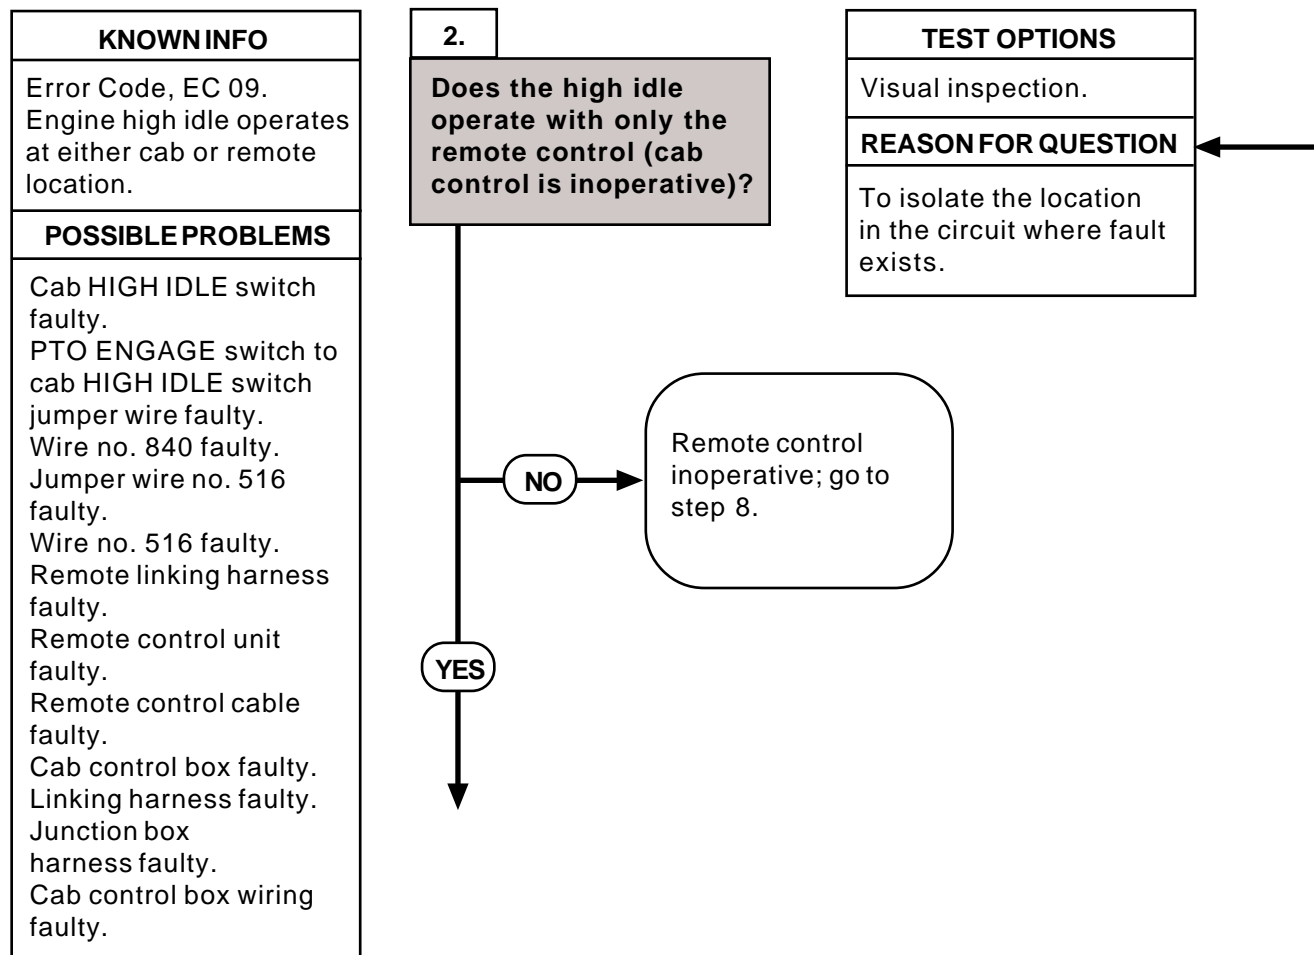 KNOWN INFO
Error Code, EC 09.
Engine high idle operates
at either cab or remote
location.
POSSIBLE PROBLEMS
Cab HIGH IDLE switch
faulty.
PTO ENGAGE switch to
cab HIGH IDLE switch
jumper wire faulty.
Wire no. 840 faulty.
Jumper wire no. 516
faulty.
Wire no. 516 faulty.
Remote linking harness
faulty.
Remote control unit
faulty.
Remote control cable
faulty.
Cab control box faulty.
Linking harness faulty.
Junction box
harness faulty.
Cab control box wiring
faulty.
2.
Does the high idle
operate with only the
remote control (cab
control is inoperative)?
NO
Remote control
inoperative; go to
step 8.
YES
TEST OPTIONS
Visual inspection.
REASON FOR QUESTION
To isolate the location
in the circuit where fault
exists.